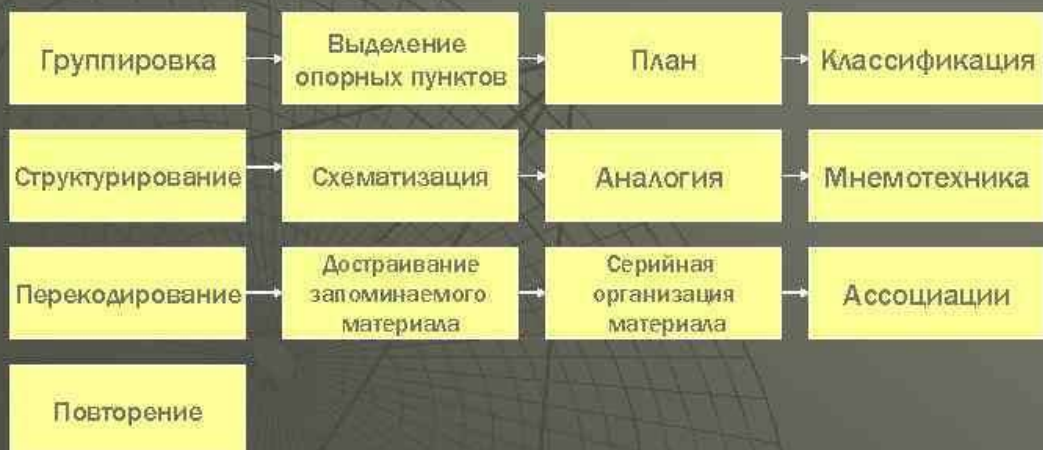 Группировка
Выделение
опорных пунктов
План
Классификация
Структурирование
Схематизация
Аналогия
Мнемотехника
Перекодирование
Достраивание
запоминаемого
материала
Серийная
организация
материала
Ассоциации
Повторение